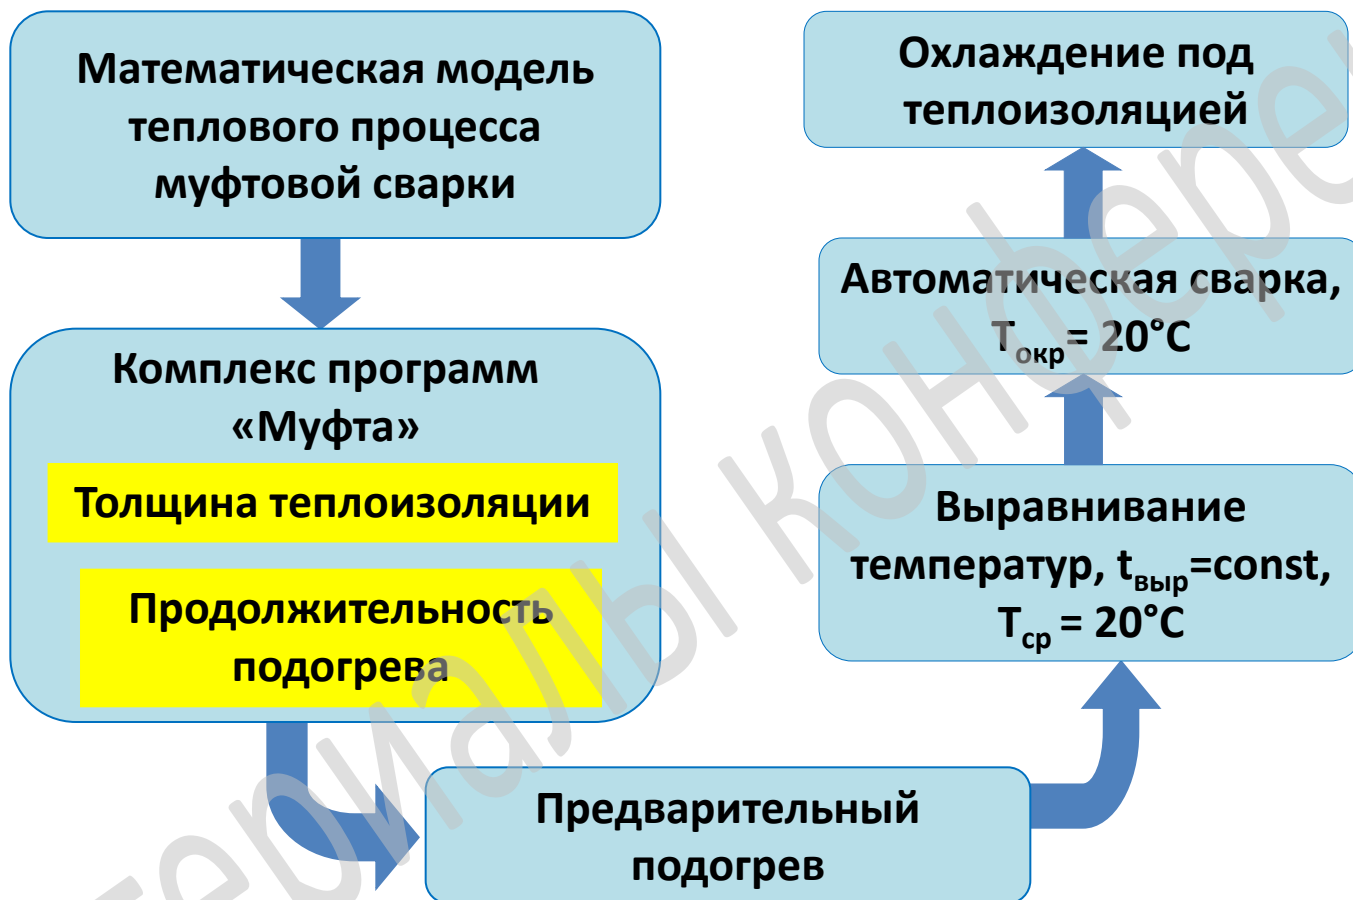 Математическая модель
теплового процесса
муфтовой сварки
Комплекс программ
«Муфта»
Толщина теплоизоляции
Продолжительность
подогрева
Предварительный
подогрев
Выравнивание
температур, tвыр=const,
Tср = 20°C
Автоматическая сварка,
Tокр= 20°C
Охлаждение под
теплоизоляцией